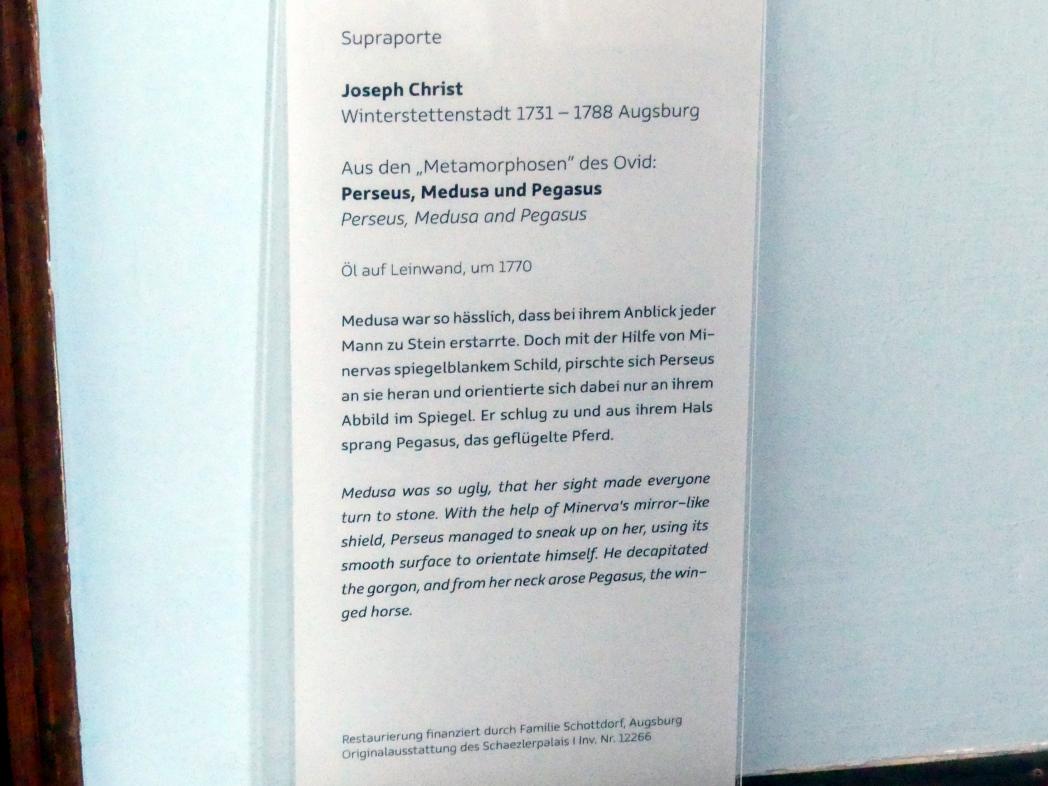 Supraporte
Joseph Christ
Winterstettenstadt 1731 – 1788 Augsburg
Aus den „Metamorphosen” des Ovid:
Perseus, Medusa und Pegasus
Perseus, Medusa and Pegasus
Öl auf Leinwand, um 1770
Medusa war so hässlich, dass bei ihrem Anblick jeder
Mann zu Stein erstarrte. Doch mit der Hilfe von Mi-
nervas spiegelblankem Schild, pirschte sich Perseus
an sie heran und orientierte sich dabei nur an ihrem
Abbild im Spiegel. Er schlug zu und aus ihrem Hals
sprang Pegasus, das geflügelte Pferd.
Medusa was so ugly, that her sight made everyone
turn to stone. With the help of Minerva's mirror-like
shield, Perseus managed to sneak up on her, using its
smooth surface to orientate himself. He decapitated
the gorgon, and from her neck arose Pegasus, the win-
ged horse.
Restaurierung finanziert durch Familie Schottdorf, Augsburg
Originalausstattung des Schaezlerpalais I Inv. Nr. 12266